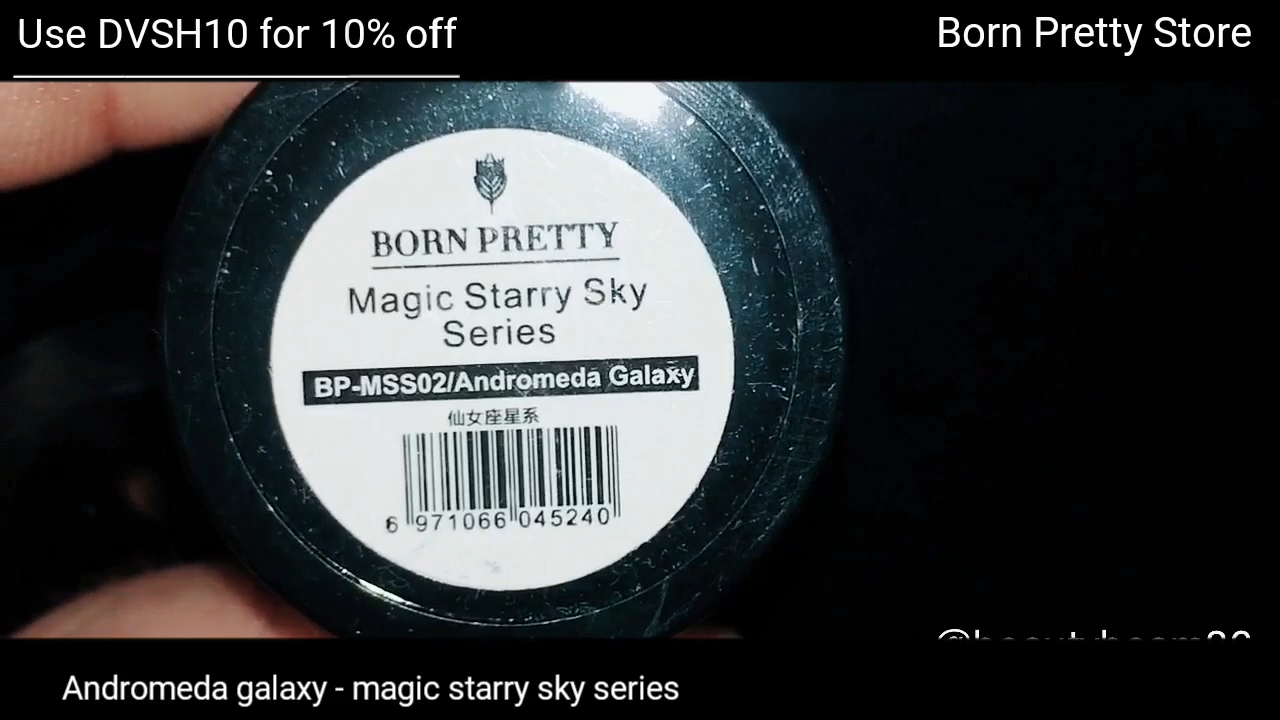 Use DVSH10 for 10% off
Born Pretty Store
BORN PRETTY
Magic Starry Sky
Series
BP-MSS02/Andromeda Galaxy
仙女座星系
6 971066 045240
Andromeda galaxy - magic starry sky series